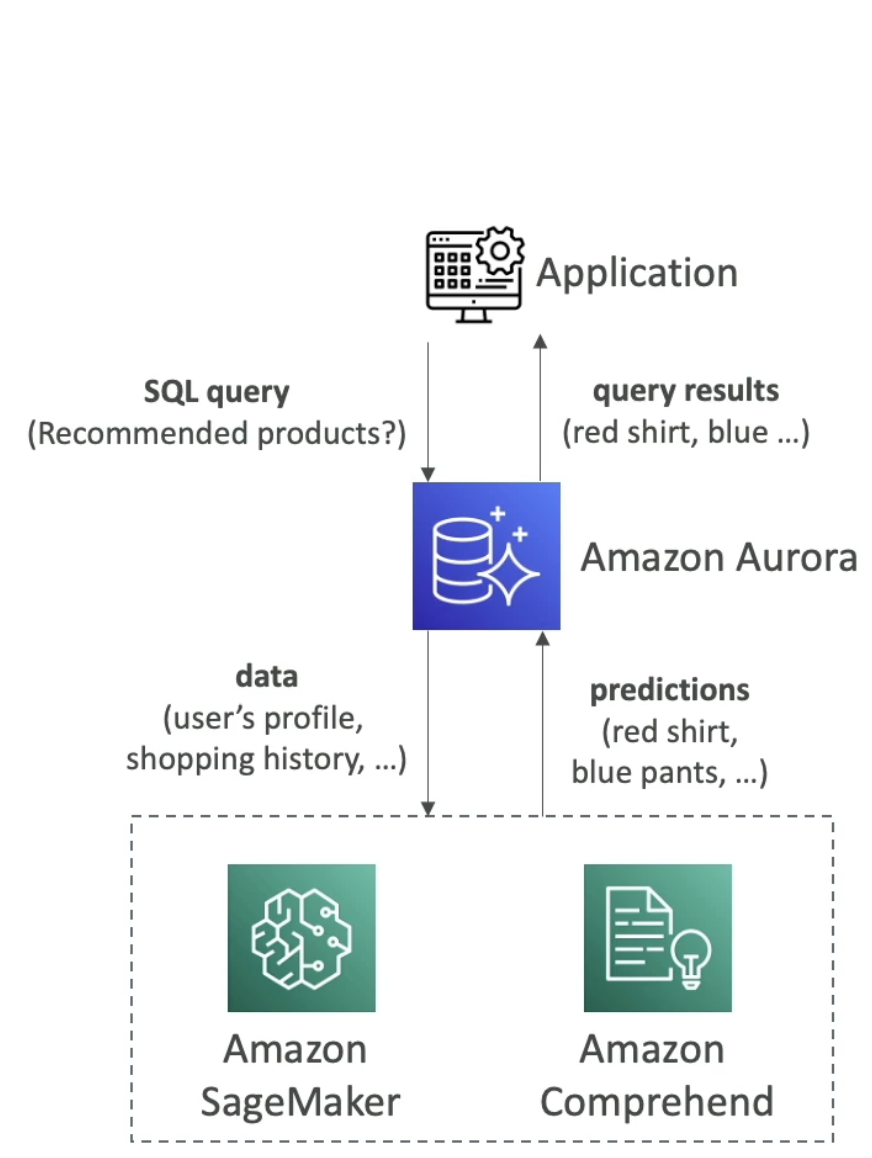 Application
SQL query
(Recommended products?)
query results
(red shirt, blue ...)
Amazon Aurora
data
(user’s profile,
shopping history, ...)
predictions
(red shirt,
blue pants, ...)
Amazon
SageMaker
Amazon
Comprehend